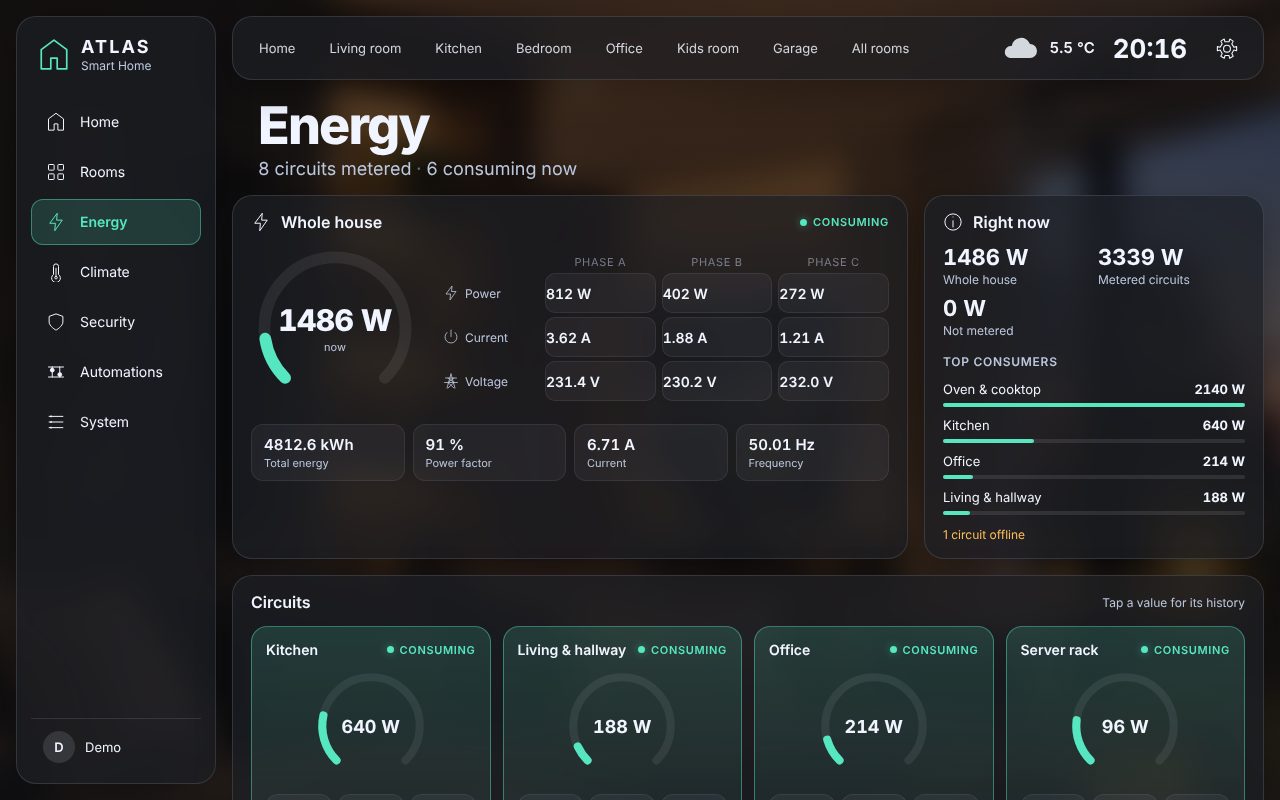 ATLAS
Smart Home
Home
Rooms
Energy
Climate
Security
Automations
System
D Demo
Home Living room Kitchen Bedroom Office Kids room Garage All rooms 5.5 °C 20:16
Energy
8 circuits metered · 6 consuming now
Whole house CONSUMING
1486 W
now
PHASE A PHASE B PHASE C
Power 812 W 402 W 272 W
Current 3.62 A 1.88 A 1.21 A
Voltage 231.4 V 230.2 V 232.0 V
4812.6 kWh 91 % 6.71 A 50.01 Hz
Total energy Power factor Current Frequency
Right now
1486 W 3339 W
Whole house Metered circuits
0 W
Not metered
TOP CONSUMERS
Oven & cooktop 2140 W
Kitchen 640 W
Office 214 W
Living & hallway 188 W
1 circuit offline
Circuits Tap a value for its history
Kitchen CONSUMING Living & hallway CONSUMING Office CONSUMING Server rack CONSUMING
640 W 188 W 214 W 96 W